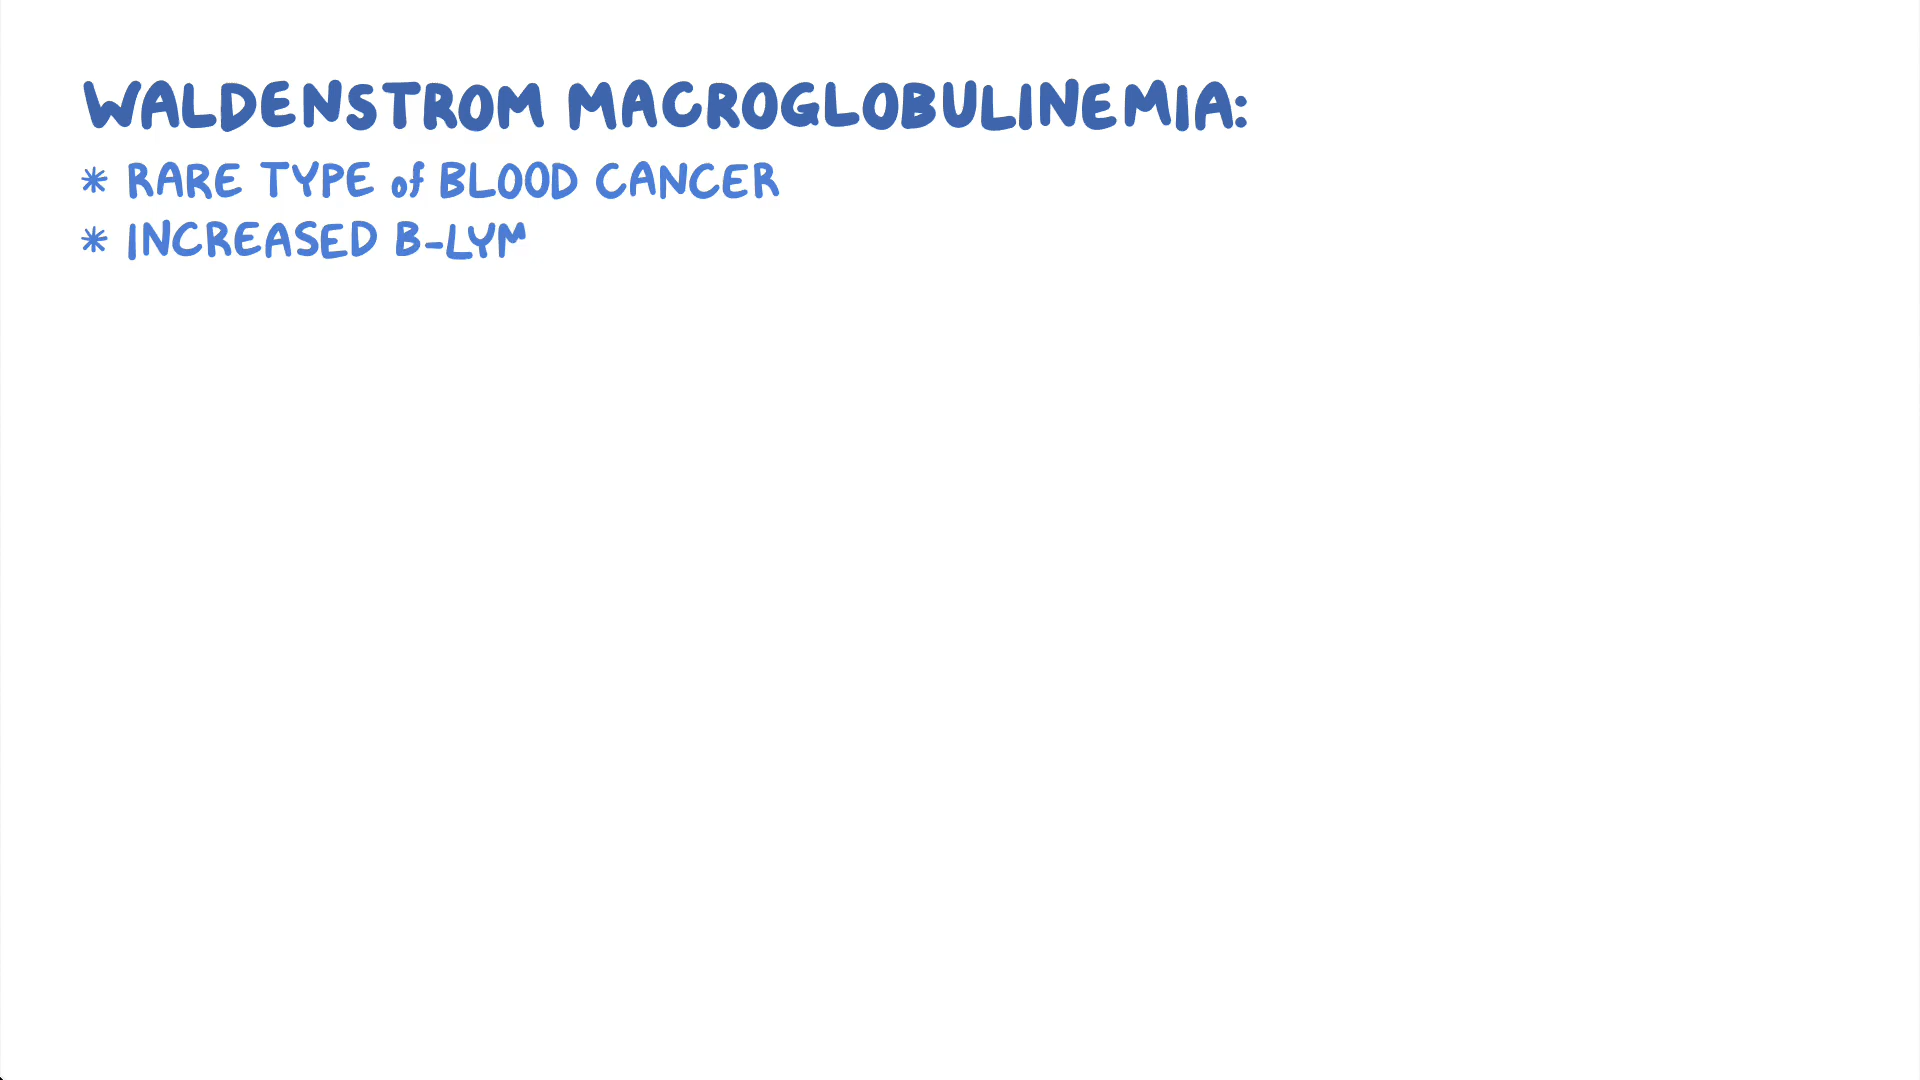 WALDENSTROM MACROGLOBULINEMIA:
* RARE TYPE of BLOOD CANCER
* INCREASED B-LYM